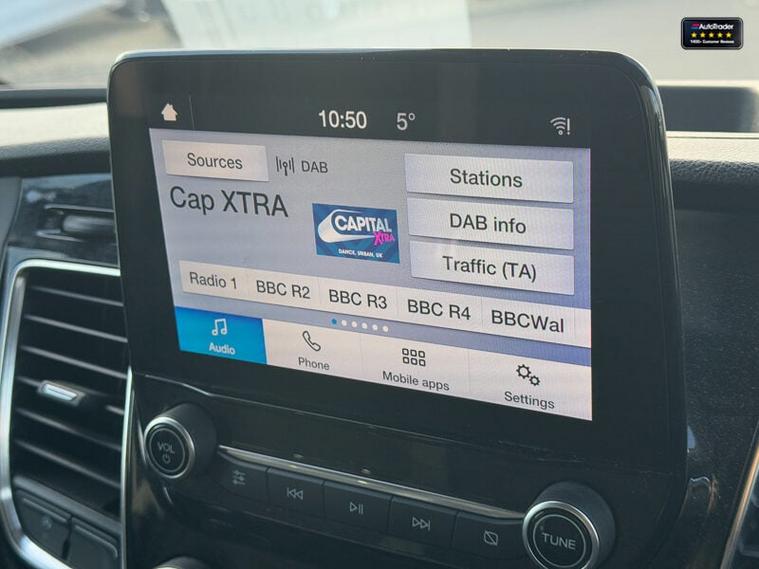 AutoTrader
10:50 5°
Sources DAB
Stations
Cap XTRA
CAPITAL
XTRA
DANCE, URBAN, UK
DAB info
Traffic (TA)
Radio 1 BBC R2 BBC R3 BBC R4 BBCWal
Audio Phone Mobile apps Settings
VOL
TUNE